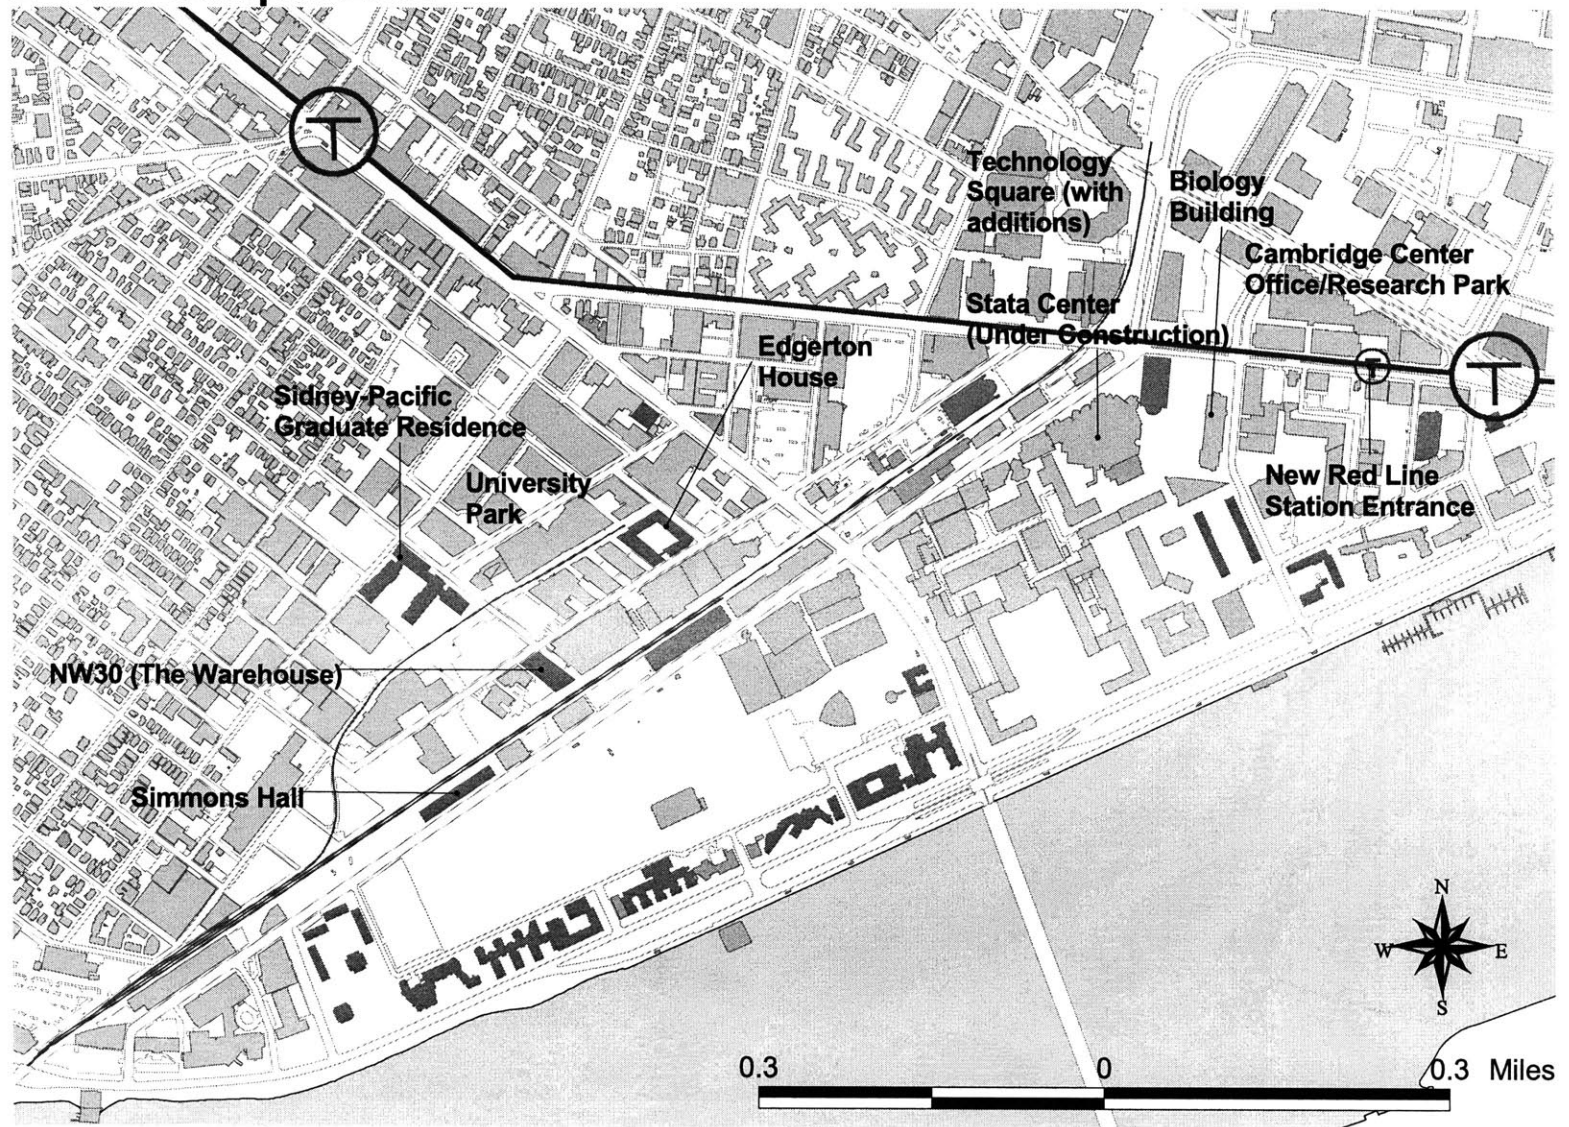 T
Technology
Square (with
additions)
Biology
Building
Cambridge Center
Office/Research Park
Stata Center
(Under Construction)
Edgerton
House
T
T
Sidney-Pacific
Graduate Residence
University
Park
New Red Line
Station Entrance
NW30 (The Warehouse)
Simmons Hall
N
W
E
S
0.3
0
0.3 Miles